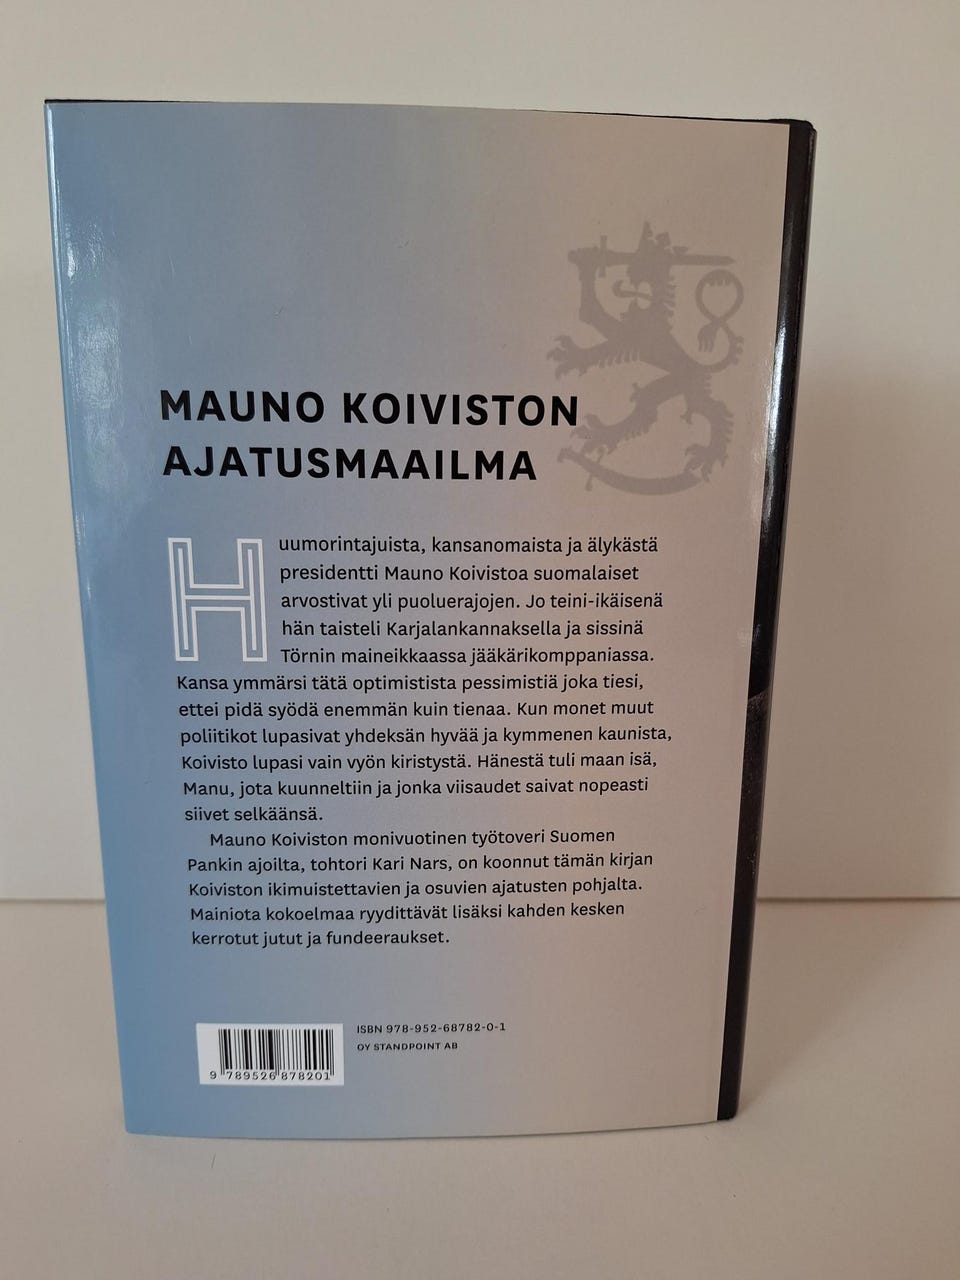 MAUNO KOIVISTON
AJATUSMAAILMA
Huumorintajuista, kansanomaista ja älykästä
presidentti Mauno Koivistoa suomalaiset
arvostivat yli puoluerajojen. Jo teini-ikäisenä
hän taisteli Karjalankannaksella ja sissinä
Törnin maineikkaassa jääkärikomppaniassa.
Kansa ymmärsi tätä optimistista pessimistiä joka tiesi,
ettei pidä syödä enemmän kuin tienaa. Kun monet muut
poliitikot lupasivat yhdeksän hyvää ja kymmenen kaunista,
Koivisto lupasi vain vyön kiristystä. Hänestä tuli maan isä,
Manu, jota kuunneltiin ja jonka viisaudet saivat nopeasti
siivet selkäänsä.
Mauno Koiviston monivuotinen työtoveri Suomen
Pankin ajoilta, tohtori Kari Nars, on koonnut tämän kirjan
Koiviston ikimuistettavien ja osuvien ajatusten pohjalta.
Mainiota kokoelmaa ryydittävät lisäksi kahden kesken
kerrotut jutut ja fundeeraukset.
ISBN 978-952-68782-0-1
OY STANDPOINT AB
9 789526 878201